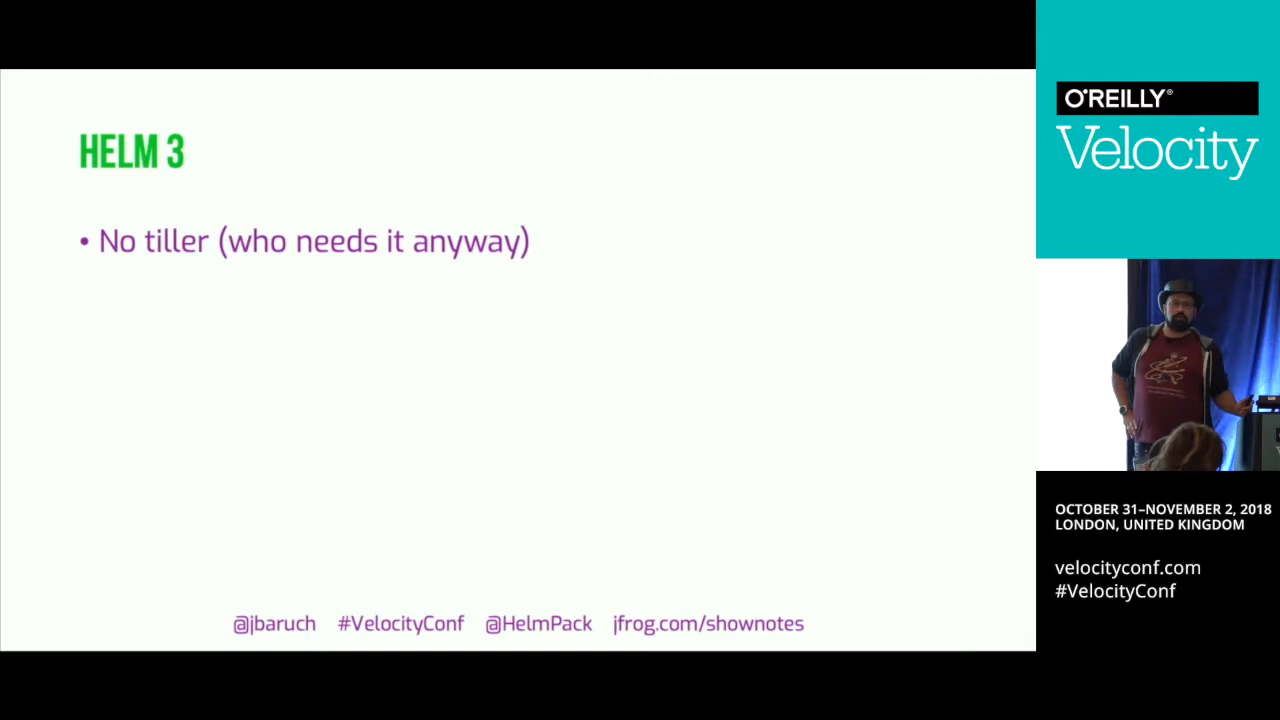 HELM 3
• No tiller (who needs it anyway)
@jbaruch #VelocityConf @HelmPack jfrog.com/shownotes
O'REILLY®
Velocity
OCTOBER 31–NOVEMBER 2, 2018
LONDON, UNITED KINGDOM
velocityconf.com
#VelocityConf